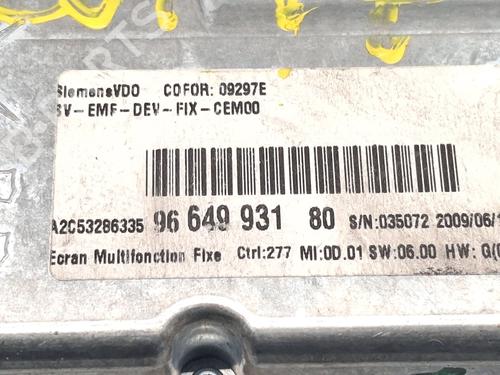 SiemensVDO COFOR: 09297E
SV-EMF-DEV-FIX-CEM00
A2C53286335 96 649 931 80 S/N:035072 2009/06/1
Ecran Multifonction Fixe Ctrl:277 MI:0D.01 SW:06.00 HW: